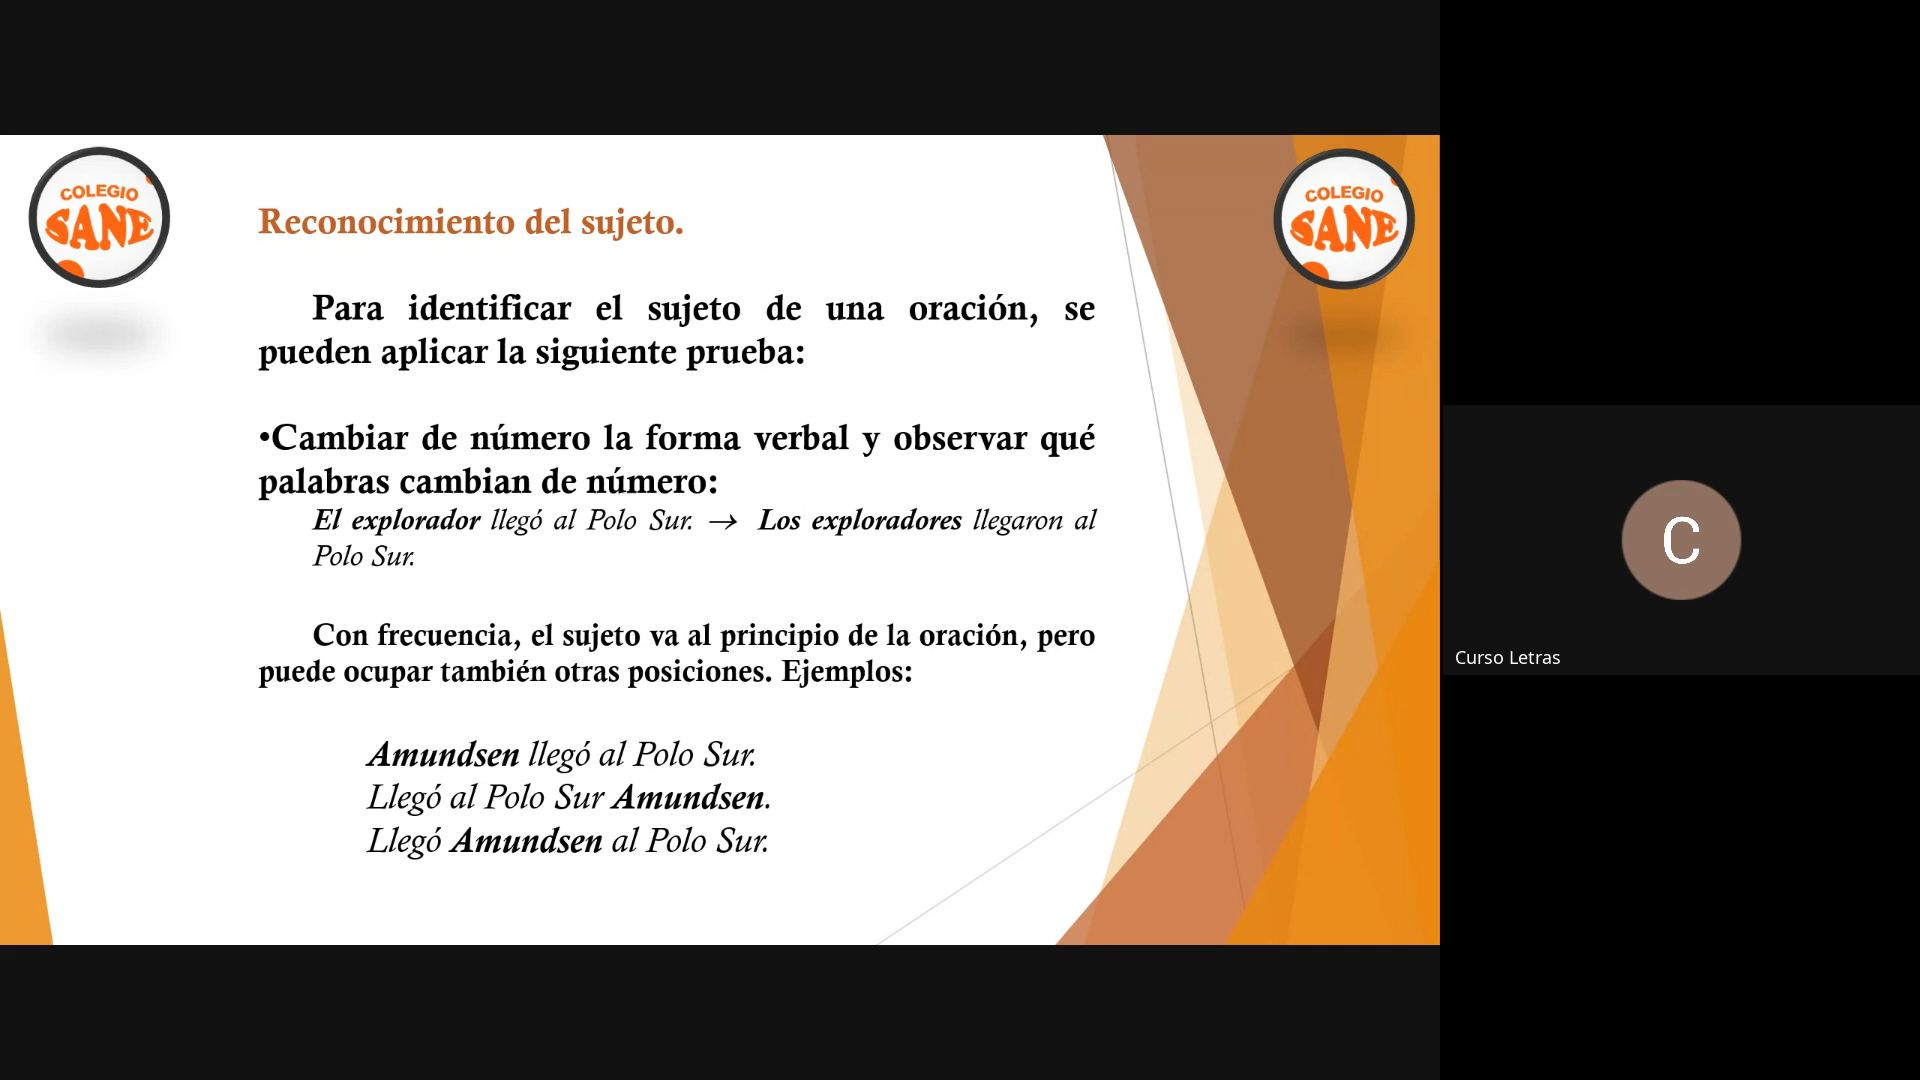 COLEGIO
SANE
COLEGIO
SANE
Reconocimiento del sujeto.
Para identificar el sujeto de una oración, se
pueden aplicar la siguiente prueba:
•Cambiar de número la forma verbal y observar qué
palabras cambian de número:
El explorador llegó al Polo Sur. → Los exploradores llegaron al
Polo Sur.
Con frecuencia, el sujeto va al principio de la oración, pero
puede ocupar también otras posiciones. Ejemplos:
Amundsen llegó al Polo Sur.
Llegó al Polo Sur Amundsen.
Llegó Amundsen al Polo Sur.
C
Curso Letras